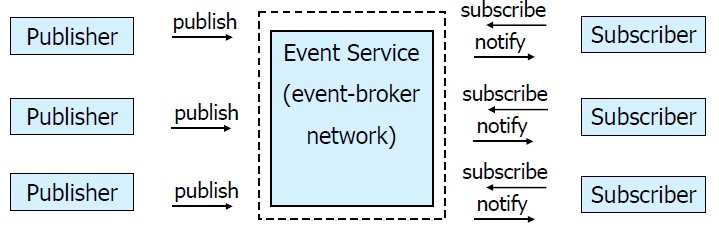 Publisher
publish
Event Service
(event-broker
network)
subscribe
notify
Subscriber
Publisher
publish
subscribe
notify
Subscriber
Publisher
publish
subscribe
notify
Subscriber